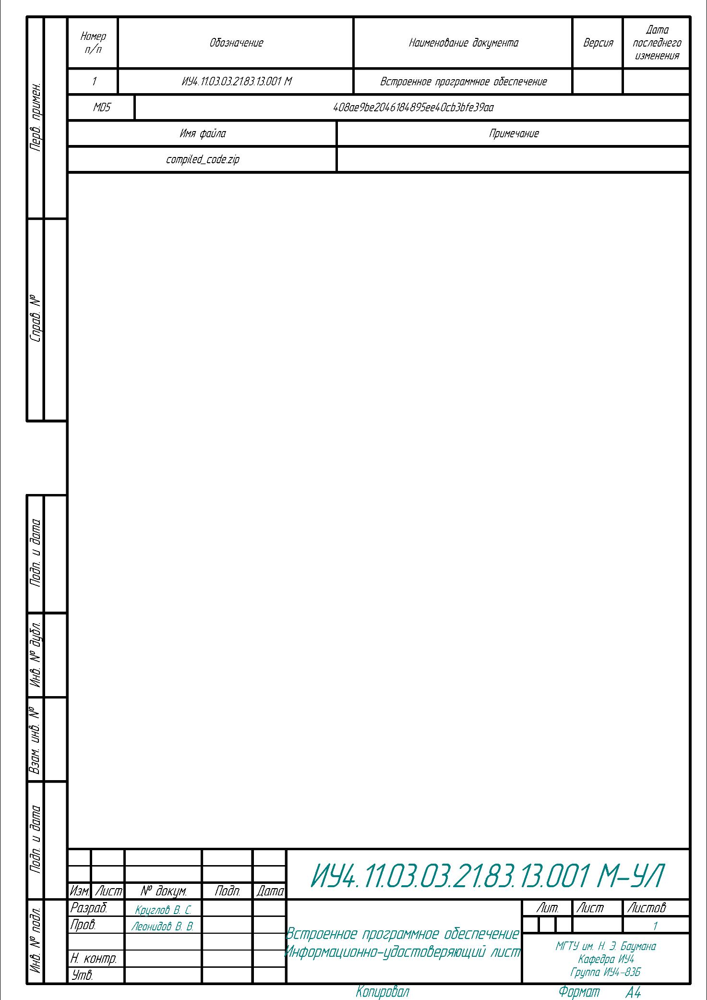 Номер п/п
Обозначение
Наименование документа
Версия
Дата последнего изменения
1
ИУ4.11.03.03.21.83.13.001 М
Встроенное программное обеспечение
MD5
408ae9be2046184895ee40cb3bfe39aa
Имя файла
Примечание
compiled_code.zip
Перв. примен.
Справ. №
Подп. и дата
Инв. № дубл.
Взам. инв. №
Подп. и дата
Инв. № подл.
ИУ4.11.03.03.21.83.13.001 М-УЛ
Изм. Лист № докум. Подп. Дата
Разраб. Круглов В. С.
Пров. Леонидов В. В.
Н. контр.
Утв.
Встроенное программное обеспечение
Информационно-удостоверяющий лист
Лит. Лист Листов
1
МГТУ им. Н. Э. Баумана
Кафедра ИУ4
Группа ИУ4-83Б
Копировал
Формат А4